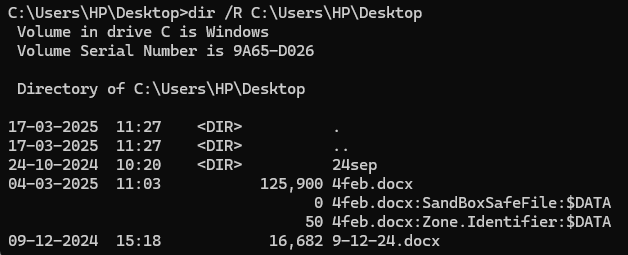 C:\Users\HP\Desktop>dir /R C:\Users\HP\Desktop
 Volume in drive C is Windows
 Volume Serial Number is 9A65-D026

 Directory of C:\Users\HP\Desktop

17-03-2025  11:27    <DIR>          .
17-03-2025  11:27    <DIR>          ..
24-10-2024  10:20    <DIR>          24sep
04-03-2025  11:03           125,900 4feb.docx
                                  0 4feb.docx:SandBoxSafeFile:$DATA
                                 50 4feb.docx:Zone.Identifier:$DATA
09-12-2024  15:18            16,682 9-12-24.docx